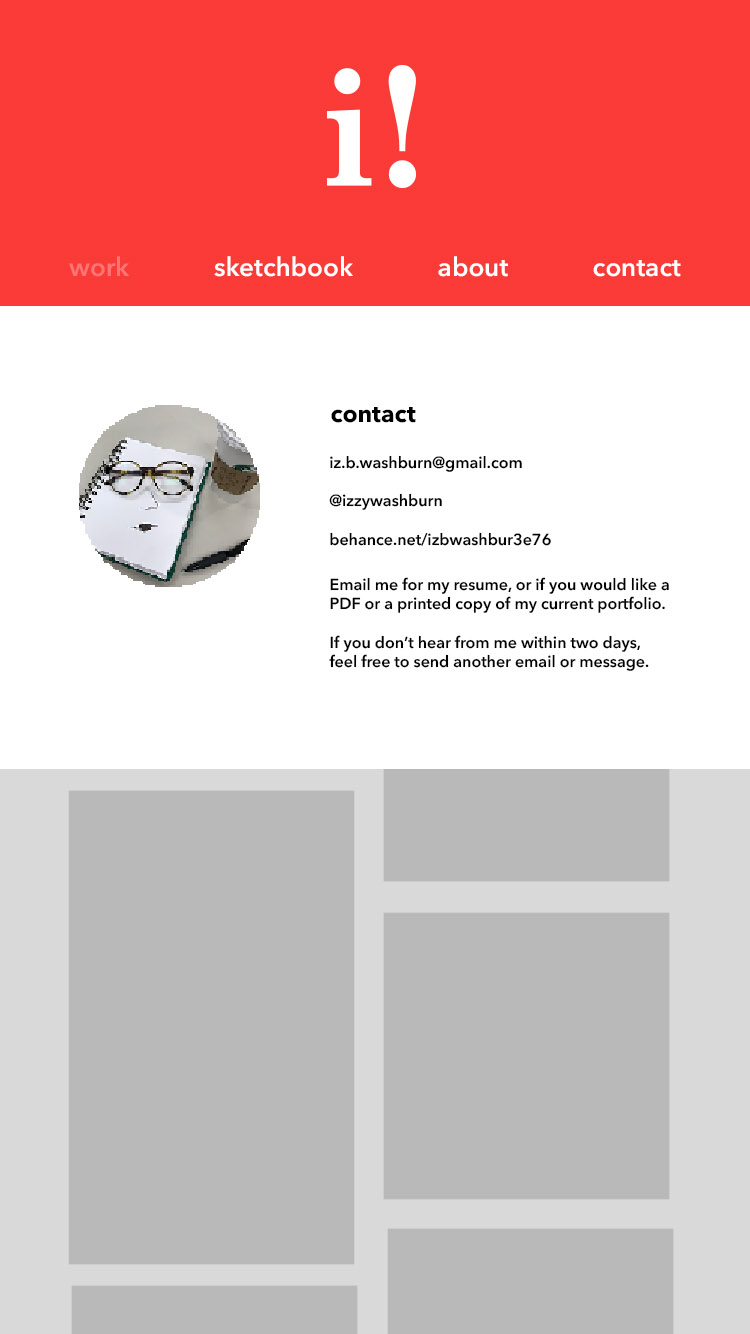 i!
work sketchbook about contact
contact
iz.b.washburn@gmail.com
@izzywashburn
behance.net/izbwashbur3e76
Email me for my resume, or if you would like a
PDF or a printed copy of my current portfolio.
If you don’t hear from me within two days,
feel free to send another email or message.